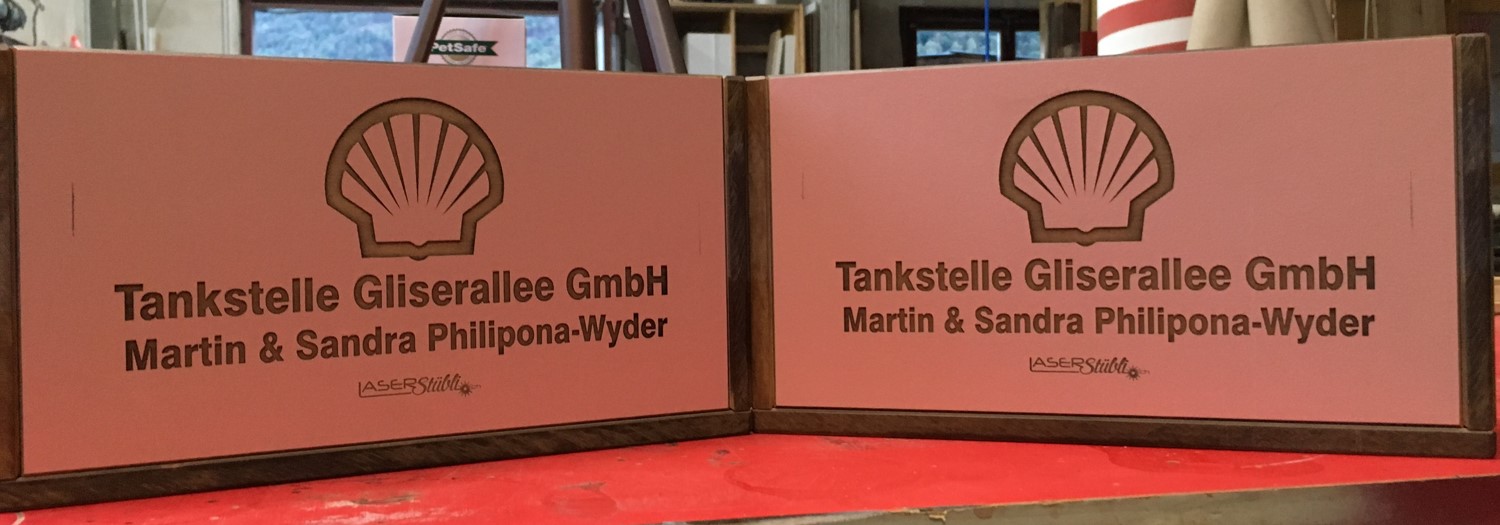 PetSafe
Tankstelle Gliserallee GmbH
Martin & Sandra Philipona-Wyder
LASERStübli
Tankstelle Gliserallee GmbH
Martin & Sandra Philipona-Wyder
LASERStübli